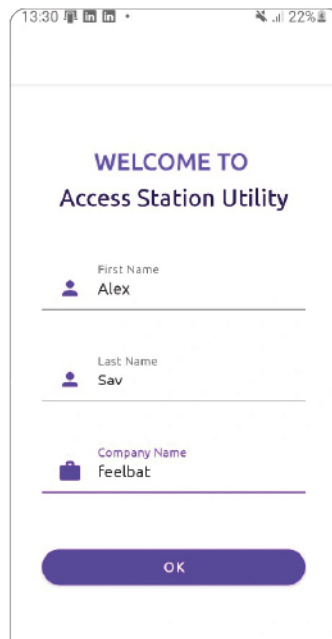 13:30
22%
WELCOME TO
Access Station Utility
First Name
Alex
Last Name
Sav
Company Name
feelbat
OK